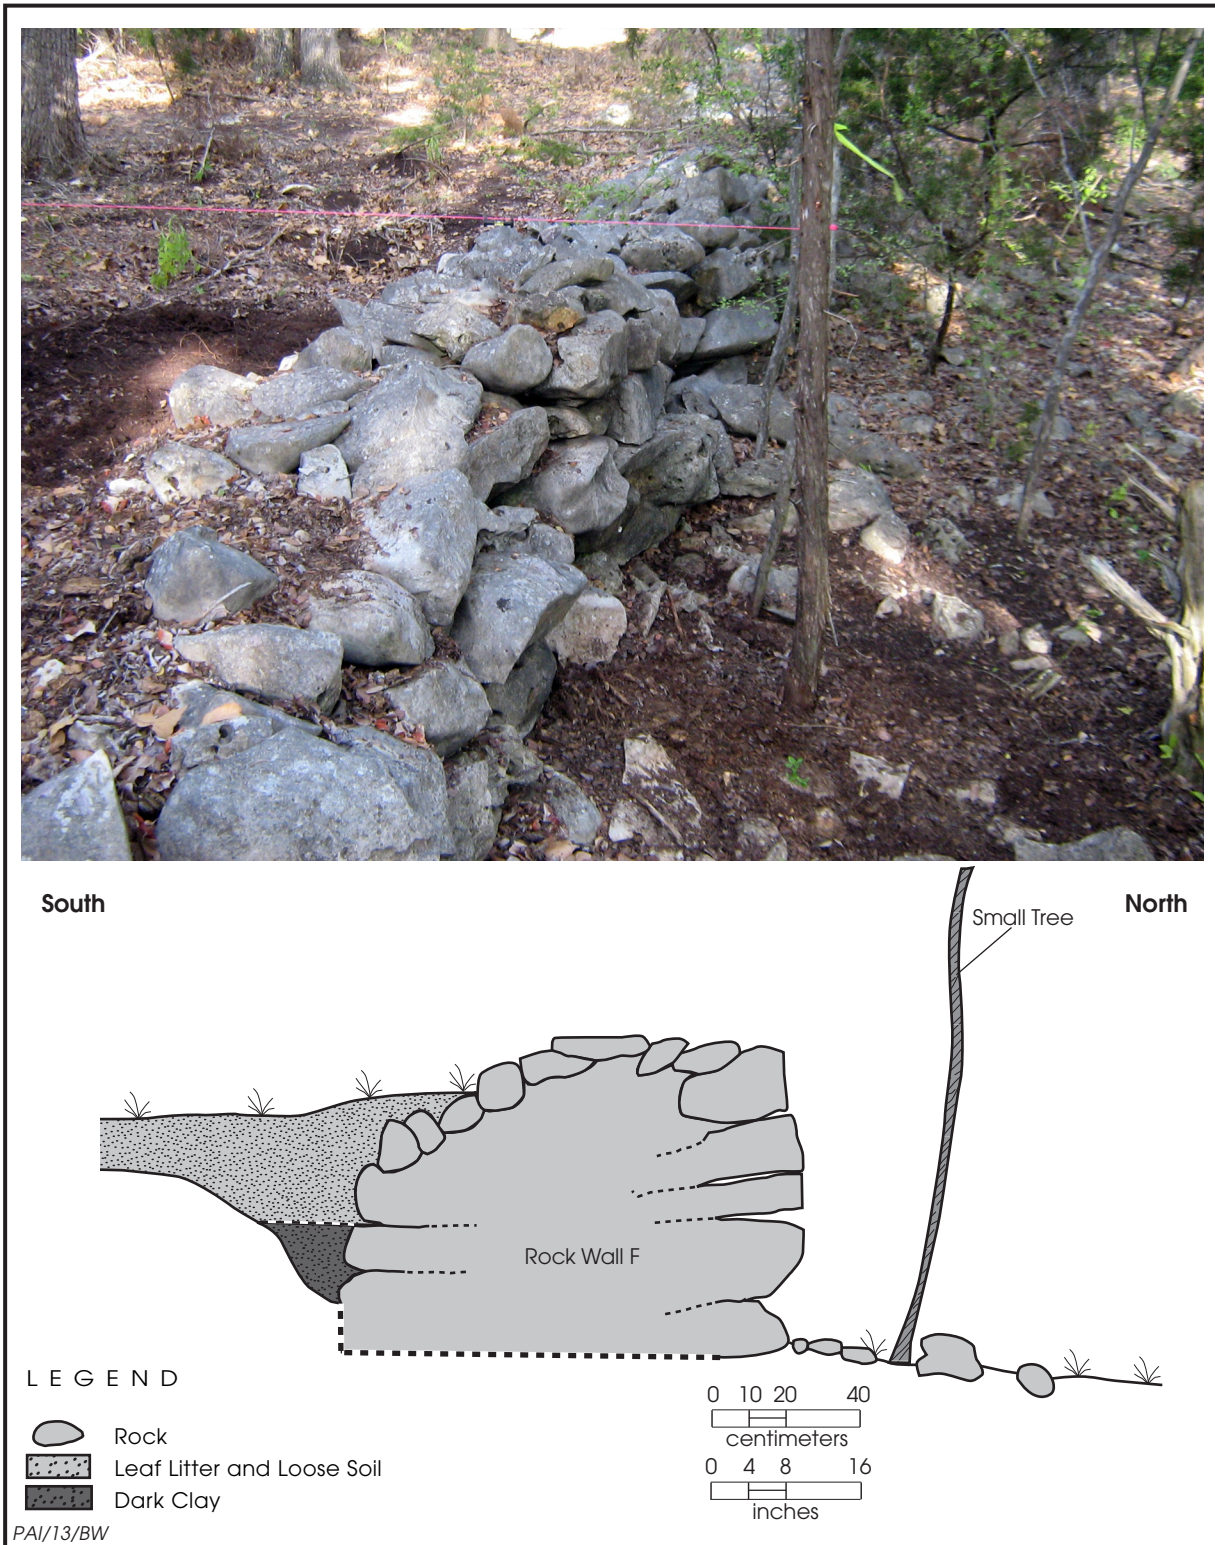 South
North
Small Tree
Rock Wall F
L E G E N D
Rock
Leaf Litter and Loose Soil
Dark Clay
0 10 20 40
centimeters
0 4 8 16
inches
PAI/13/BW